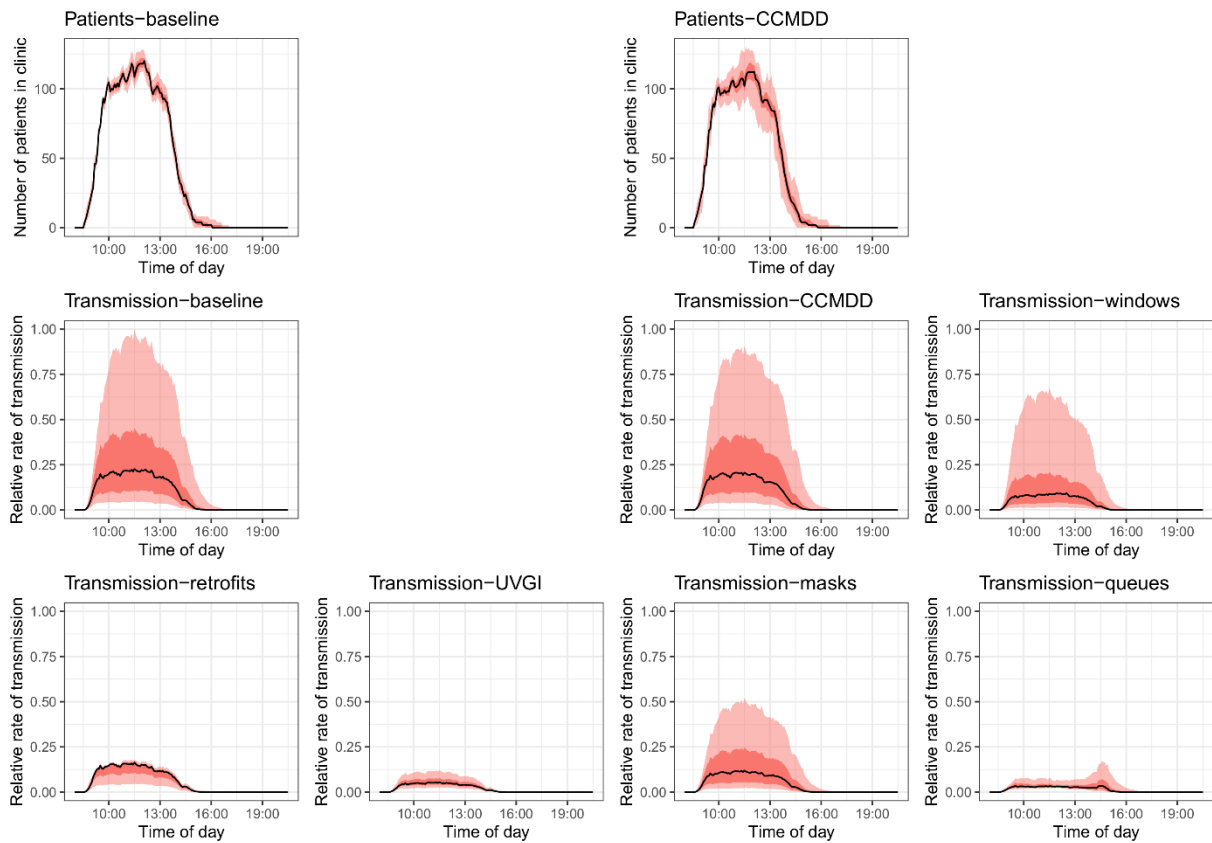 Patients−baseline
Number of patients in clinic
100
50
0
10:00 13:00 16:00 19:00
Time of day
Patients−CCMDD
Number of patients in clinic
100
50
0
10:00 13:00 16:00 19:00
Time of day
Transmission−baseline
Relative rate of transmission
1.00
0.75
0.50
0.25
0.00
10:00 13:00 16:00 19:00
Time of day
Transmission−CCMDD
Relative rate of transmission
1.00
0.75
0.50
0.25
0.00
10:00 13:00 16:00 19:00
Time of day
Transmission−windows
Relative rate of transmission
1.00
0.75
0.50
0.25
0.00
10:00 13:00 16:00 19:00
Time of day
Transmission−retrofits
Relative rate of transmission
1.00
0.75
0.50
0.25
0.00
10:00 13:00 16:00 19:00
Time of day
Transmission−UVGI
Relative rate of transmission
1.00
0.75
0.50
0.25
0.00
10:00 13:00 16:00 19:00
Time of day
Transmission−masks
Relative rate of transmission
1.00
0.75
0.50
0.25
0.00
10:00 13:00 16:00 19:00
Time of day
Transmission−queues
Relative rate of transmission
1.00
0.75
0.50
0.25
0.00
10:00 13:00 16:00 19:00
Time of day